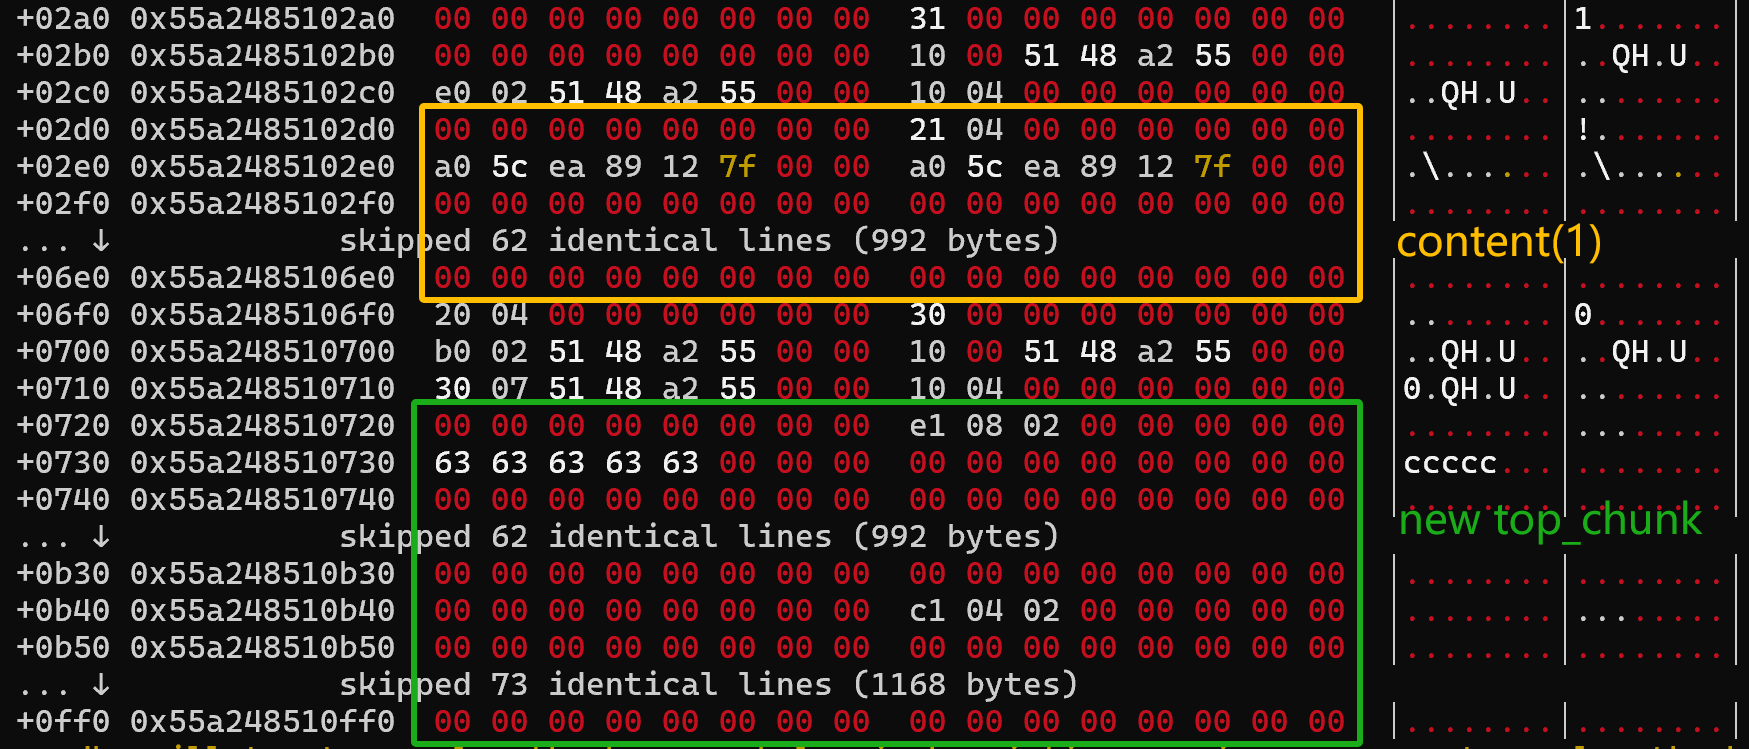 +02a0 0x55a2485102a0 00 00 00 00 00 00 00 00 31 00 00 00 00 00 00 00 |........|1.......|
+02b0 0x55a2485102b0 00 00 00 00 00 00 00 00 10 00 51 48 a2 55 00 00 |........|..QH.U..|
+02c0 0x55a2485102c0 e0 02 51 48 a2 55 00 00 10 04 00 00 00 00 00 00 |..QH.U..|........|
+02d0 0x55a2485102d0 00 00 00 00 00 00 00 00 21 04 00 00 00 00 00 00 |........|!.......|
+02e0 0x55a2485102e0 a0 5c ea 89 12 7f 00 00 a0 5c ea 89 12 7f 00 00 |.\......|.\......|
+02f0 0x55a2485102f0 00 00 00 00 00 00 00 00 00 00 00 00 00 00 00 00 |........|........|
... ↓ skipped 62 identical lines (992 bytes)
content(1)
+06e0 0x55a2485106e0 00 00 00 00 00 00 00 00 00 00 00 00 00 00 00 00 |........|........|
+06f0 0x55a2485106f0 20 04 00 00 00 00 00 00 30 00 00 00 00 00 00 00 |........|0.......|
+0700 0x55a248510700 b0 02 51 48 a2 55 00 00 10 00 51 48 a2 55 00 00 |..QH.U..|..QH.U..|
+0710 0x55a248510710 30 07 51 48 a2 55 00 00 10 04 00 00 00 00 00 00 |0.QH.U..|........|
+0720 0x55a248510720 00 00 00 00 00 00 00 00 e1 08 02 00 00 00 00 00 |........|........|
+0730 0x55a248510730 63 63 63 63 63 00 00 00 00 00 00 00 00 00 00 00 |ccccc...|........|
+0740 0x55a248510740 00 00 00 00 00 00 00 00 00 00 00 00 00 00 00 00 |........|........|
new top_chunk
... ↓ skipped 62 identical lines (992 bytes)
+0b30 0x55a248510b30 00 00 00 00 00 00 00 00 00 00 00 00 00 00 00 00 |........|........|
+0b40 0x55a248510b40 00 00 00 00 00 00 00 00 c1 04 02 00 00 00 00 00 |........|........|
+0b50 0x55a248510b50 00 00 00 00 00 00 00 00 00 00 00 00 00 00 00 00 |........|........|
... ↓ skipped 73 identical lines (1168 bytes)
+0ff0 0x55a248510ff0 00 00 00 00 00 00 00 00 00 00 00 00 00 00 00 00 |........|........|